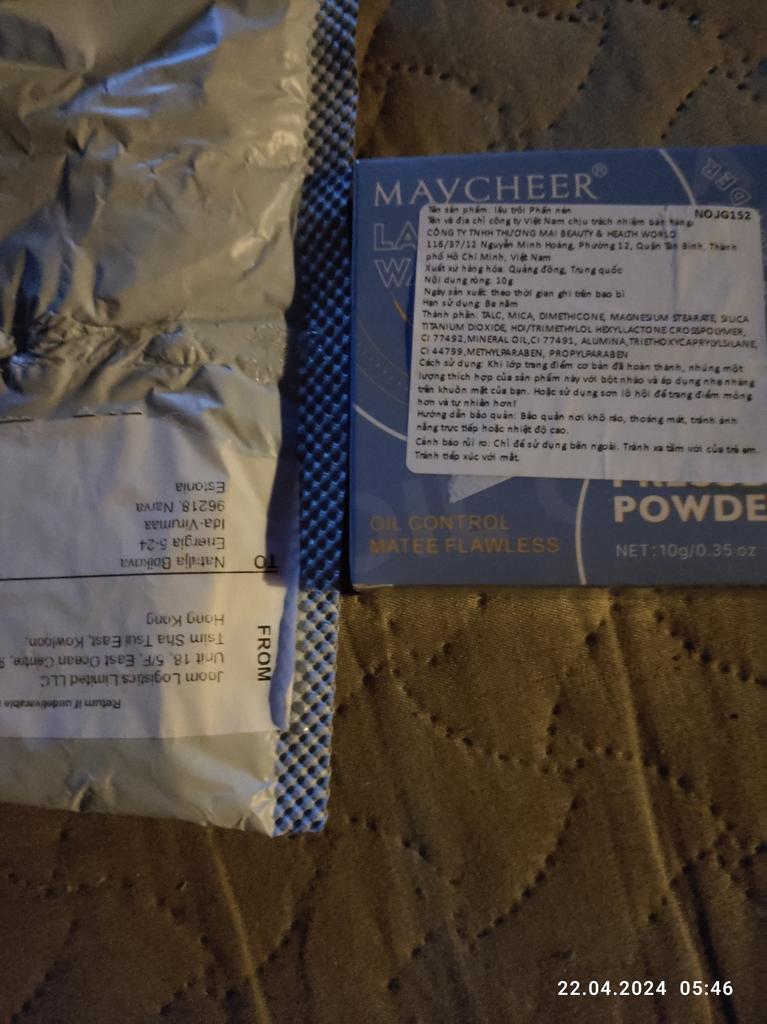 MAYCHEER®
DER
LA
W
NOJG152
Tên sản phẩm: lâu trôi Phấn nén
Tên và địa chỉ công ty Việt Nam chịu trách nhiệm bán hàng:
CÔNG TY TNHH THƯƠNG MẠI BEAUTY & HEALTH WORLD
116/37/12 Nguyễn Minh Hoàng, Phường 12, Quận Tân Bình, Thành
phố Hồ Chí Minh, Việt Nam
Xuất xứ hàng hóa: Quảng đông, Trung quốc
Nội dung ròng: 10g
Ngày sản xuất: theo thời gian ghi trên bao bì
Hạn sử dụng: Ba năm
Thành phần: TALC, MICA, DIMETHICONE, MAGNESIUM STEARATE, SILICA
TITANIUM DIOXIDE, HDI/TRIMETHYLOL HEXYLLACTONE CROSSPOLYMER,
CI 77492,MINERAL OIL,CI 77491, ALUMINA,TRIETHOXYCAPRYLYLSILANE,
CI 44799,METHYLPARABEN, PROPYLPARABEN
Cách sử dụng: Khi lớp trang điểm cơ bản đã hoàn thành, nhúng một
lượng thích hợp của sản phẩm này với bột nhào và áp dụng nhẹ nhàng
trên khuôn mặt của bạn. Hoặc sử dụng sơn lỗ hội để trang điểm mỏng
hơn và tự nhiên hơn!
Hướng dẫn bảo quản: Bảo quản nơi khô ráo, thoáng mát, tránh ánh
nắng trực tiếp hoặc nhiệt độ cao.
Cảnh báo rủi ro: Chỉ để sử dụng bên ngoài. Tránh xa tầm với của trẻ em.
Tránh tiếp xúc với mắt.
POWDE
OIL CONTROL
MATEE FLAWLESS
NET:10g/0.35 oz
Return if undeliverable
FROM
Joom Logistics Limited LLC
Unit 18, 5/F, East Ocean Centre, 9
Tsim Sha Tsui East, Kowloon,
Hong Kong
TO
Natralja Boikova
Energia 5-24
Ida-Virumaa
96218, Narva
Estonia
22.04.2024 05:46